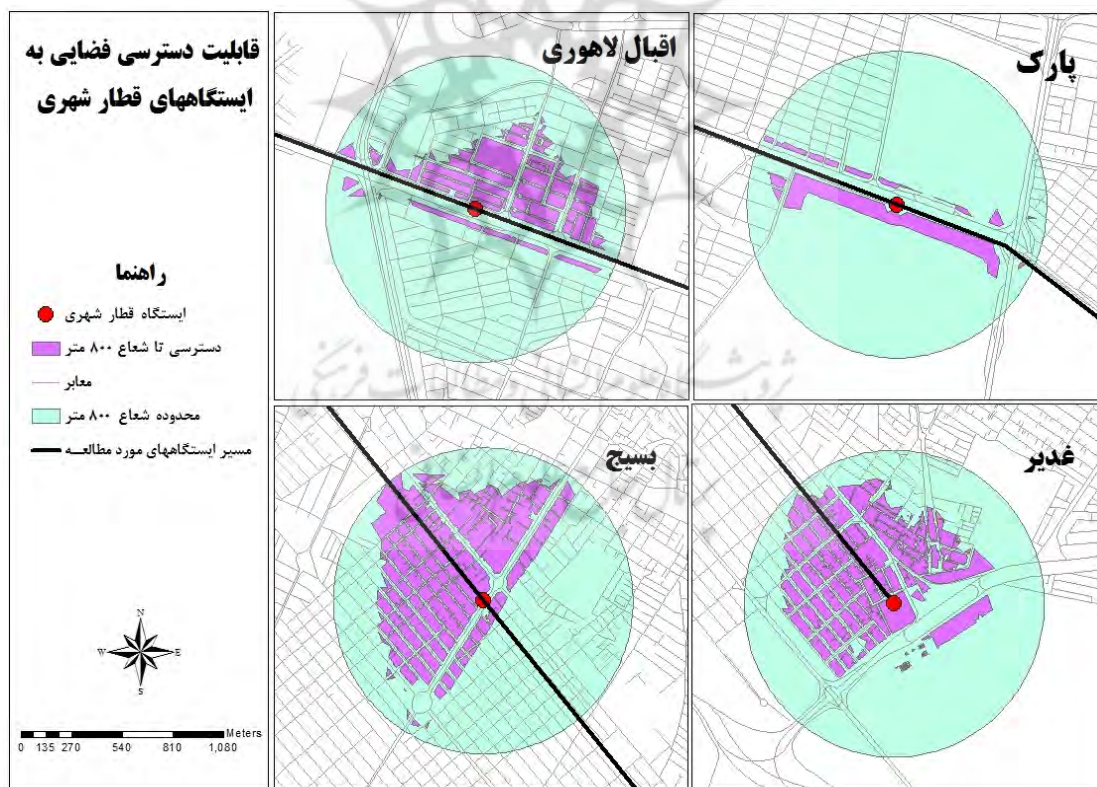 قابلیت دسترسی فضایی به
ایستگاههای قطار شهری
راهنما
ایستگاه قطار شهری
دسترسی تا شعاع ۸۰۰ متر
معابر
محدوده شعاع ۸۰۰ متر
مسیر ایستگاههای مورد مطالعــه
N
W E
S
Meters
0 135 270 540 810 1,080
اقبال لاهوری
پارک
بسیج
غدیر